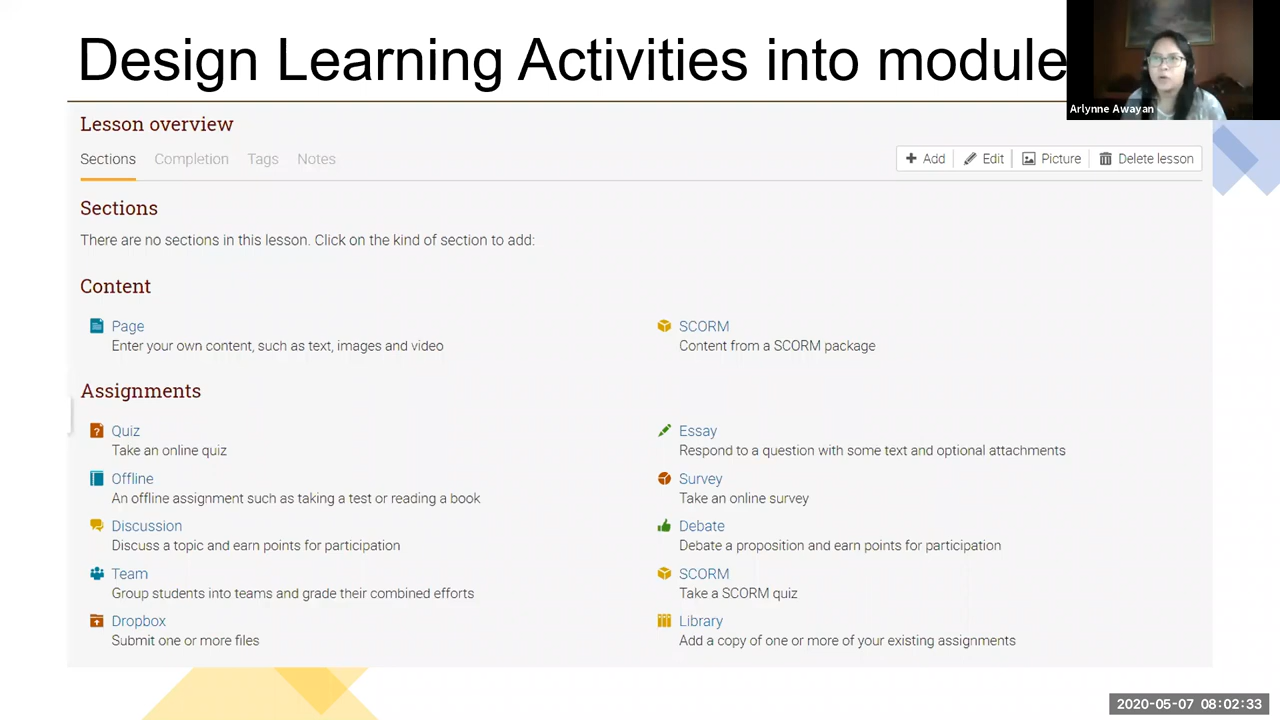 Design Learning Activities into module
Arlynne Awayan
Lesson overview
Sections Completion Tags Notes
Add Edit Picture Delete lesson
Sections
There are no sections in this lesson. Click on the kind of section to add:
Content
Page
Enter your own content, such as text, images and video
SCORM
Content from a SCORM package
Assignments
Quiz
Take an online quiz
Essay
Respond to a question with some text and optional attachments
Offline
An offline assignment such as taking a test or reading a book
Survey
Take an online survey
Discussion
Discuss a topic and earn points for participation
Debate
Debate a proposition and earn points for participation
Team
Group students into teams and grade their combined efforts
SCORM
Take a SCORM quiz
Dropbox
Submit one or more files
Library
Add a copy of one or more of your existing assignments
2020-05-07 08:02:33